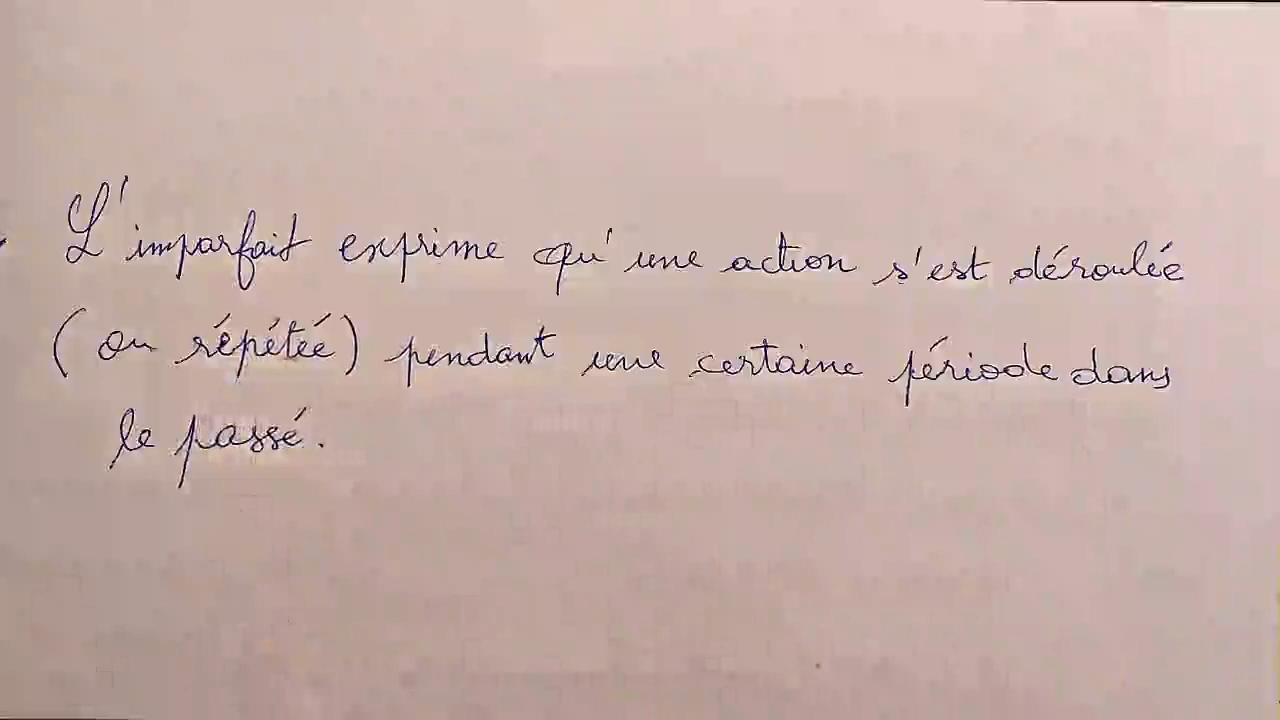 L'imparfait exprime qu'une action s'est déroulée
(ou répétée) pendant une certaine période dans
le passé.